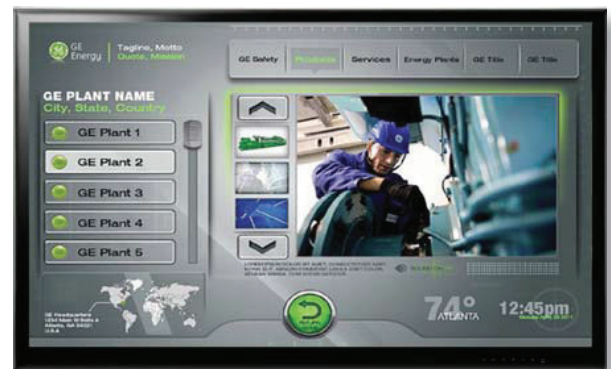 GE
Energy
Tagline, Motto
Quote, Mission
GE Safety
Products
Services
Energy Plants
GE Title
GE Title
GE PLANT NAME
City, State, Country
GE Plant 1
GE Plant 2
GE Plant 3
GE Plant 4
GE Plant 5
GE Headquarters
Atlanta, GA
U.S.A
74°
ATLANTA
12:45pm